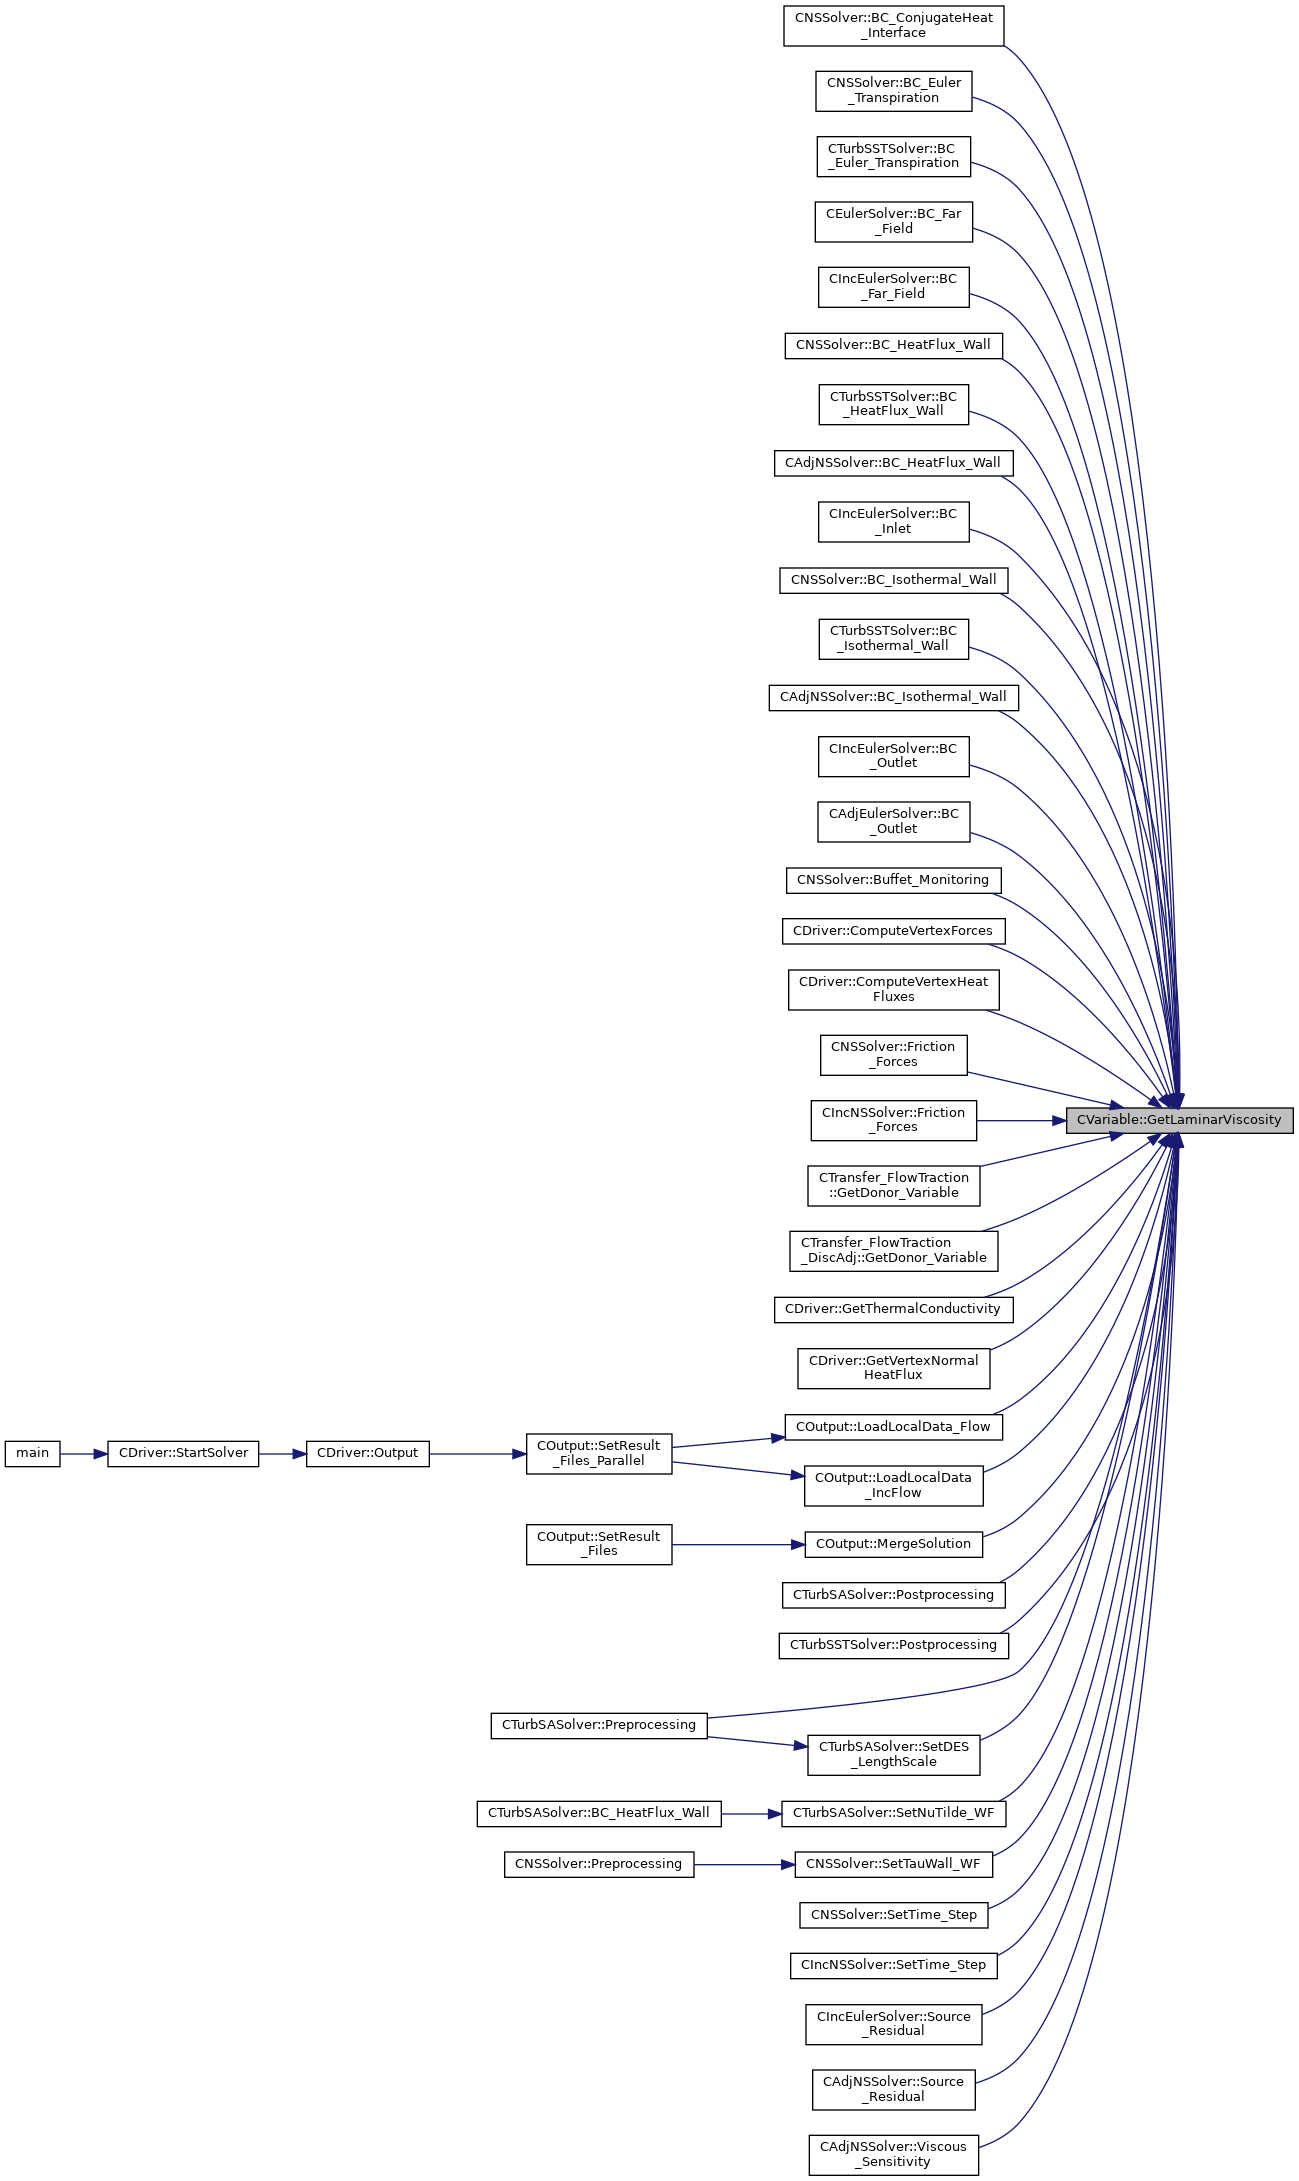 CNSSolver::BC_ConjugateHeat
_Interface
CNSSolver::BC_Euler
_Transpiration
CTurbSSTSolver::BC
_Euler_Transpiration
CEulerSolver::BC_Far
_Field
CIncEulerSolver::BC
_Far_Field
CNSSolver::BC_HeatFlux_Wall
CTurbSSTSolver::BC
_HeatFlux_Wall
CAdjNSSolver::BC_HeatFlux_Wall
CIncEulerSolver::BC
_Inlet
CNSSolver::BC_Isothermal_Wall
CTurbSSTSolver::BC
_Isothermal_Wall
CAdjNSSolver::BC_Isothermal_Wall
CIncEulerSolver::BC
_Outlet
CAdjEulerSolver::BC
_Outlet
CNSSolver::Buffet_Monitoring
CDriver::ComputeVertexForces
CDriver::ComputeVertexHeat
Fluxes
CNSSolver::Friction
_Forces
CIncNSSolver::Friction
_Forces
CVariable::GetLaminarViscosity
CTransfer_FlowTraction
::GetDonor_Variable
CTransfer_FlowTraction
_DiscAdj::GetDonor_Variable
CDriver::GetThermalConductivity
CDriver::GetVertexNormal
HeatFlux
COutput::LoadLocalData_Flow
main
CDriver::StartSolver
CDriver::Output
COutput::SetResult
_Files_Parallel
COutput::LoadLocalData
_IncFlow
COutput::SetResult
_Files
COutput::MergeSolution
CTurbSASolver::Postprocessing
CTurbSSTSolver::Postprocessing
CTurbSASolver::Preprocessing
CTurbSASolver::SetDES
_LengthScale
CTurbSASolver::BC_HeatFlux_Wall
CTurbSASolver::SetNuTilde_WF
CNSSolver::Preprocessing
CNSSolver::SetTauWall_WF
CNSSolver::SetTime_Step
CIncNSSolver::SetTime_Step
CIncEulerSolver::Source
_Residual
CAdjNSSolver::Source
_Residual
CAdjNSSolver::Viscous
_Sensitivity